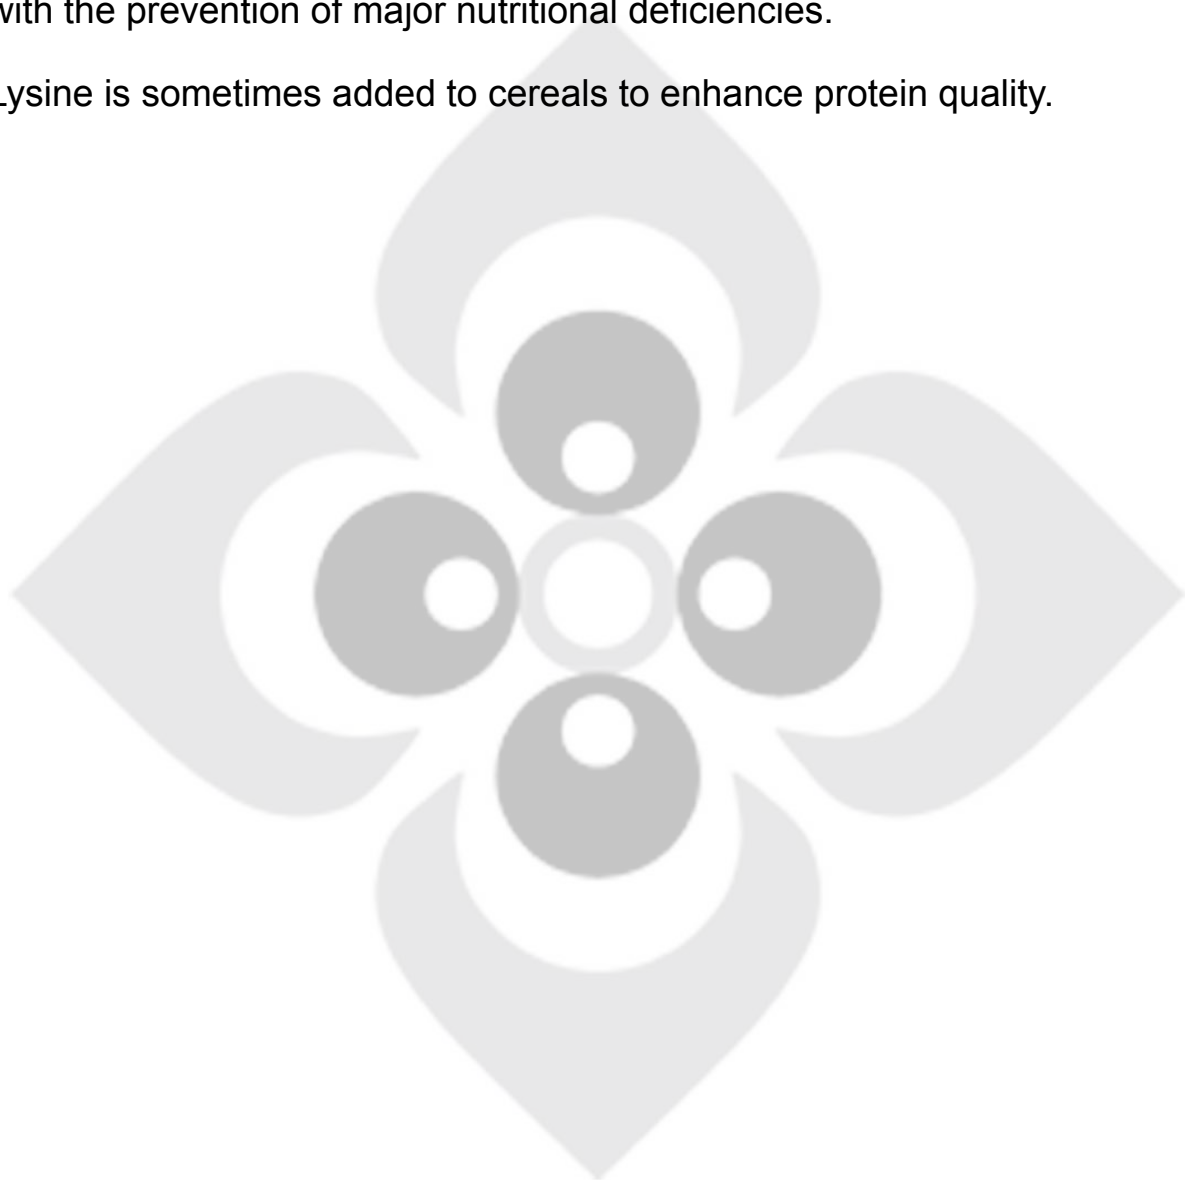 with the prevention of major nutritional deficiencies.
Lysine is sometimes added to cereals to enhance protein quality.